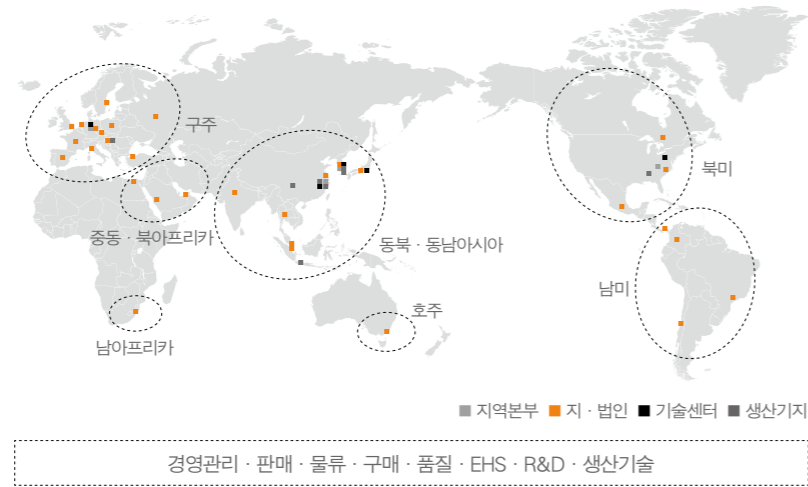 구주
북미
중동 · 북아프리카
동북 · 동남아시아
남미
호주
남아프리카
지역본부 지 · 법인 기술센터 생산기지
경영관리 · 판매 · 물류 · 구매 · 품질 · EHS · R&D · 생산기술